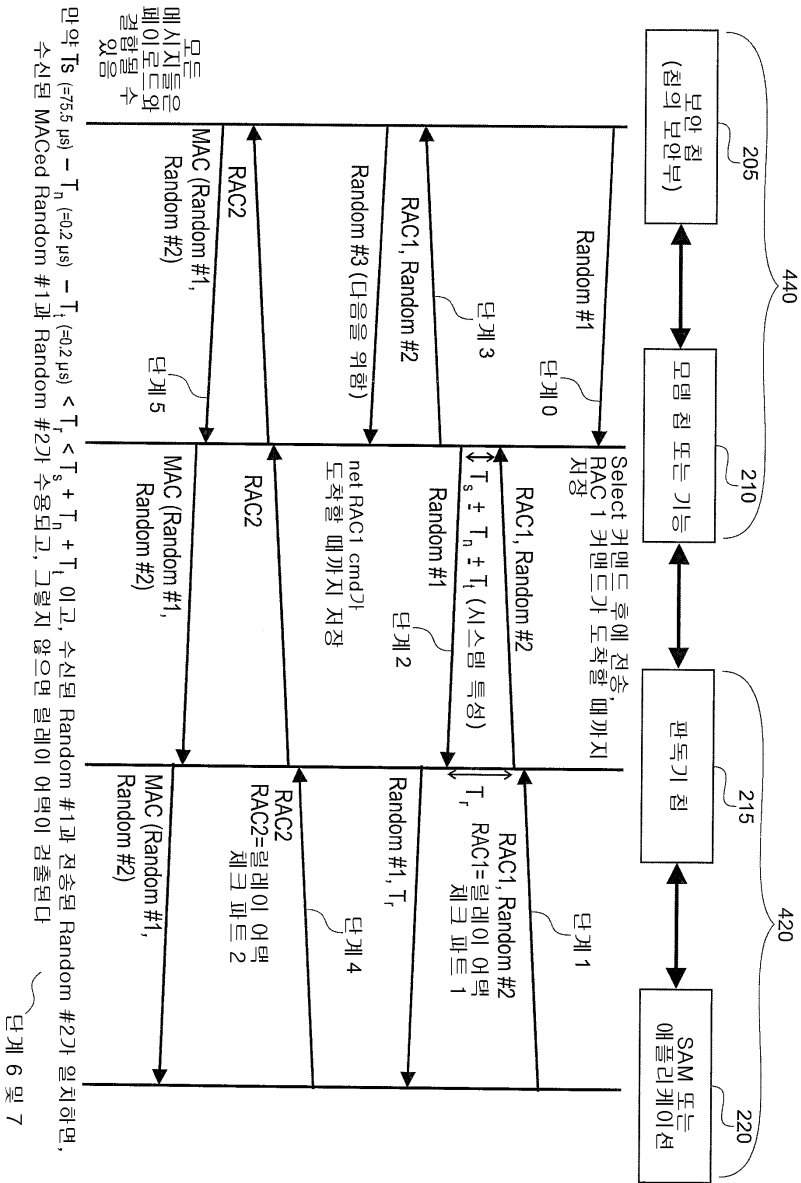 440
420
205
보안 칩
(칩의 보안부)
210
모뎀 칩 또는 기능
215
판독기 칩
220
SAM 또는
애플리케이션
Random #1
단계 0
Select 커맨드 후에 전송,
RAC 1 커맨드가 도착할 때까지
저장
단계 1
RAC1, Random #2
RAC1=릴레이 어택
체크 파트 1
Tr
RAC1, Random #2
Ts ± Tn ± Tt (시스템 특성)
Random #1
단계 2
Random #1, Tr
단계 3
RAC1, Random #2
Random #3 (다음을 위함)
net RAC1 cmd가
도착할 때까지 저장
단계 4
RAC2
RAC2=릴레이 어택
체크 파트 2
RAC2
RAC2
MAC (Random #1,
Random #2)
단계 5
MAC (Random #1,
Random #2)
MAC (Random #1,
Random #2)
모든
메시지들은
페이로드와
결합될 수
있음
만약 Ts (=75.5 µs) − Tn (=0.2 µs) − Tt (=0.2 µs) < Tr < Ts + Tn + Tt 이고, 수신된 Random #1과 전송된 Random #2가 일치하면,
수신된 MACed Random #1과 Random #2가 수용되고, 그렇지 않으면 릴레이 어택이 검출된다
단계 6 및 7